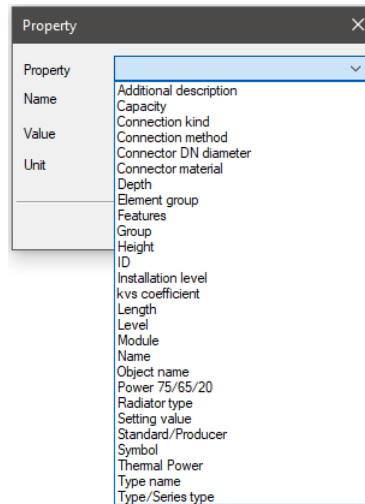 Property
Property
Name
Value
Unit
Additional description
Capacity
Connection kind
Connection method
Connector DN diameter
Connector material
Depth
Element group
Features
Group
Height
ID
Installation level
kvs coefficient
Length
Level
Module
Name
Object name
Power 75/65/20
Radiator type
Setting value
Standard/Producer
Symbol
Thermal Power
Type name
Type/Series type